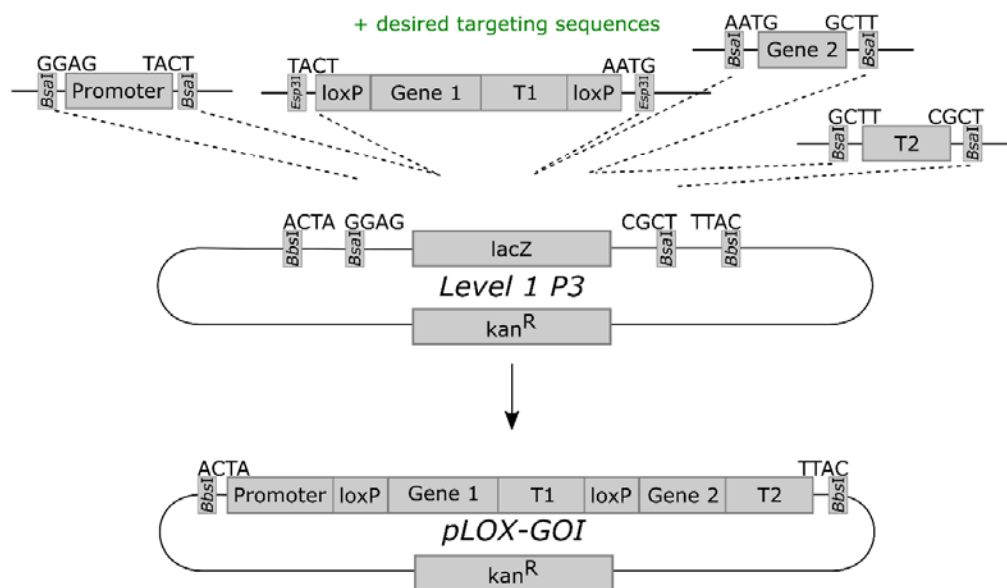 + desired targeting sequences
AATG GCTT
BsaI Gene 2 BsaI
GGAG TACT
BsaI Promoter BsaI
TACT AATG
Esp3I loxP Gene 1 T1 loxP Esp3I
GCTT CGCT
BsaI T2 BsaI
ACTA GGAG CGCT TTAC
BbsI BsaI lacZ BsaI BbsI
Level 1 P3
kanR
ACTA TTAC
BbsI Promoter loxP Gene 1 T1 loxP Gene 2 T2 BbsI
pLOX-GOI
kanR